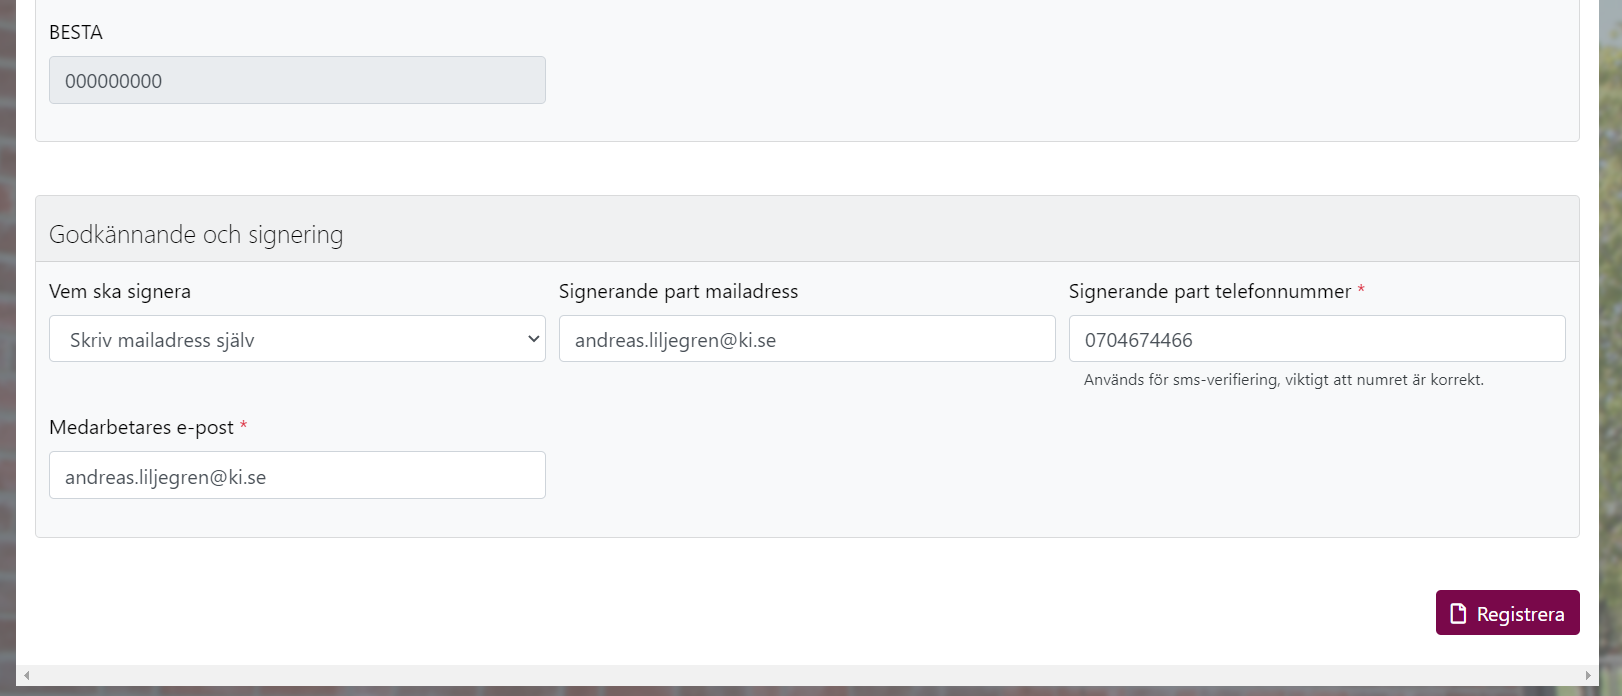 BESTA
000000000
Godkännande och signering
Vem ska signera
Signerande part mailadress
Signerande part telefonnummer *
Skriv mailadress själv
andreas.liljegren@ki.se
0704674466
Används för sms-verifiering, viktigt att numret är korrekt.
Medarbetares e-post *
andreas.liljegren@ki.se
Registrera